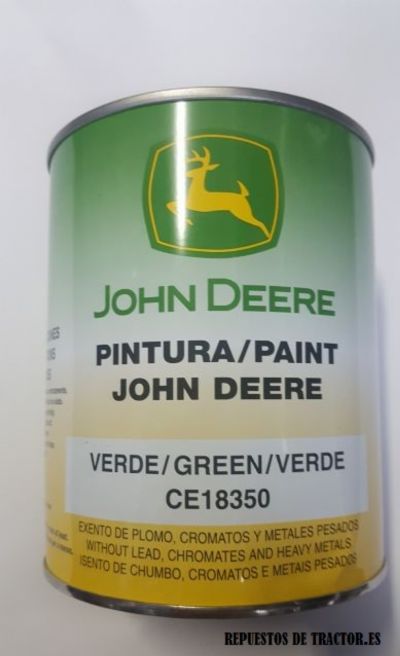 JOHN DEERE
PINTURA/PAINT
JOHN DEERE
VERDE/GREEN/VERDE
CE18350
EXENTO DE PLOMO, CROMATOS Y METALES PESADOS
WITHOUT LEAD, CHROMATES AND HEAVY METALS
ISENTO DE CHUMBO, CROMATOS E METAIS PESADOS
REPUESTOS DE TRACTOR.ES